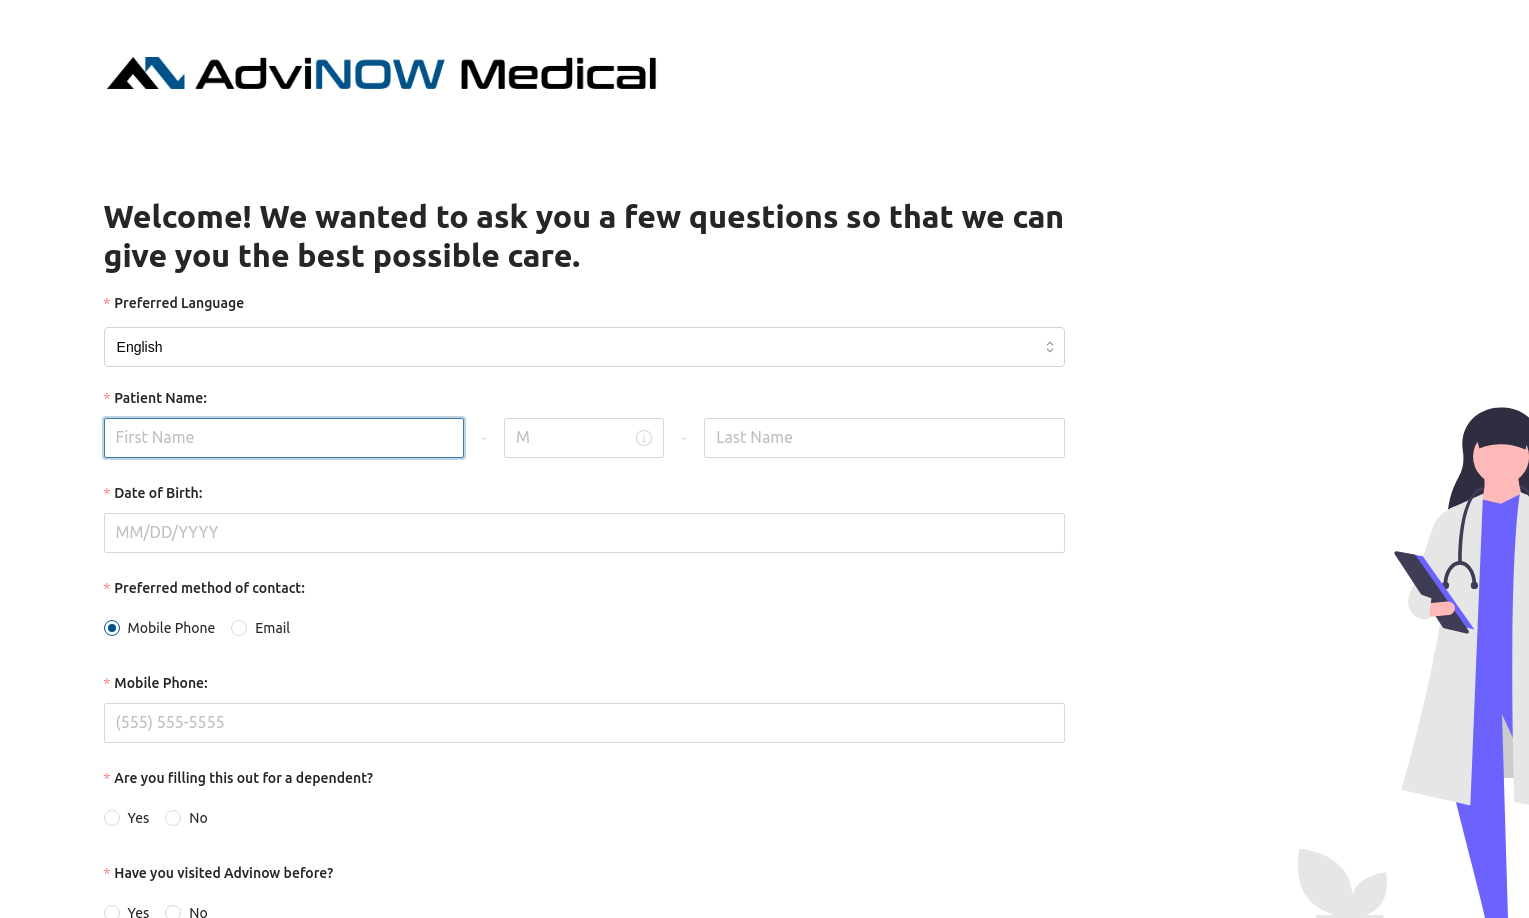 AdviNOW Medical
Welcome! We wanted to ask you a few questions so that we can
give you the best possible care.
* Preferred Language
English
* Patient Name:
First Name - M - Last Name
* Date of Birth:
MM/DD/YYYY
* Preferred method of contact:
Mobile Phone Email
* Mobile Phone:
(555) 555-5555
* Are you filling this out for a dependent?
Yes No
* Have you visited Advinow before?
Yes No